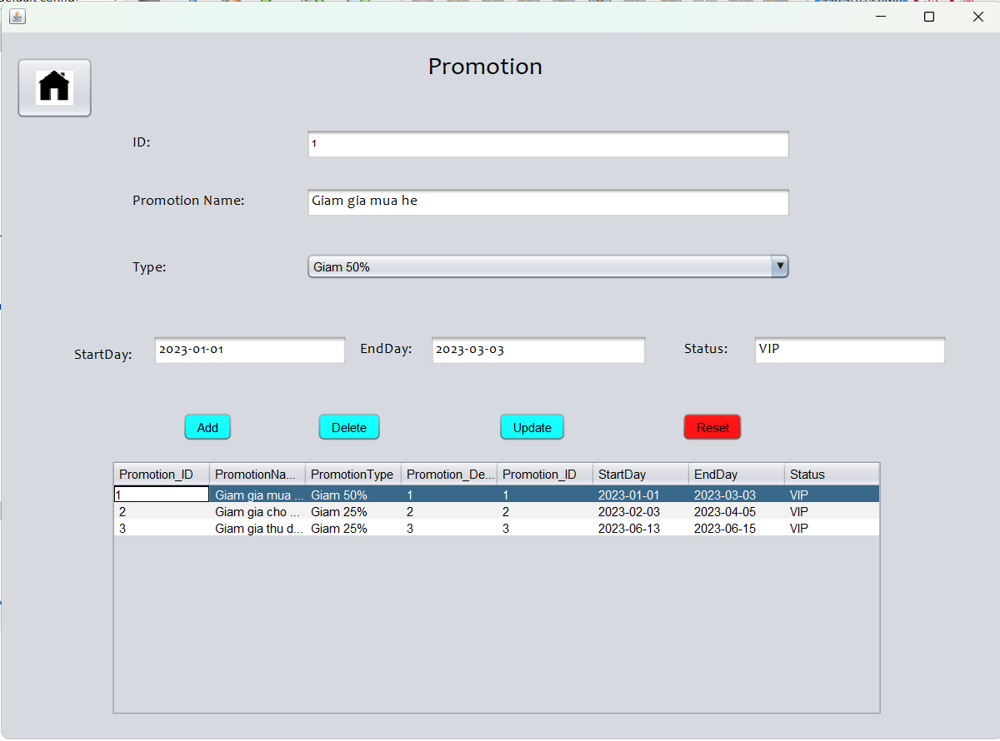 Promotion
ID: 1
Promotion Name: Giam gia mua he
Type: Giam 50%
StartDay: 2023-01-01 EndDay: 2023-03-03 Status: VIP
Add Delete Update Reset
Promotion_ID PromotionNa... PromotionType Promotion_De... Promotion_ID StartDay EndDay Status
1 Giam gia mua ... Giam 50% 1 1 2023-01-01 2023-03-03 VIP
2 Giam gia cho ... Giam 25% 2 2 2023-02-03 2023-04-05 VIP
3 Giam gia thu d... Giam 25% 3 3 2023-06-13 2023-06-15 VIP